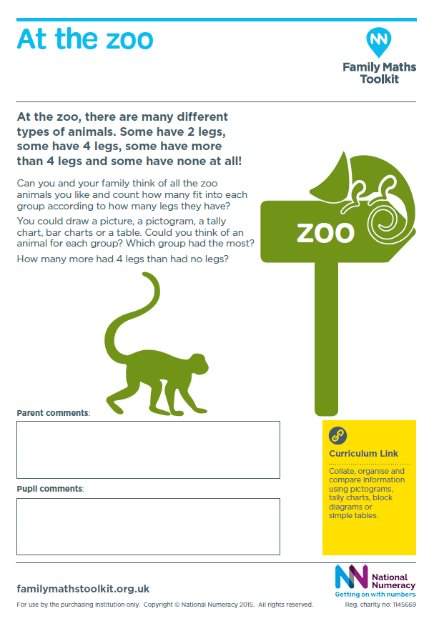 At the zoo
Family Maths
Toolkit
At the zoo, there are many different
types of animals. Some have 2 legs,
some have 4 legs, some have more
than 4 legs and some have none at all!
Can you and your family think of all the zoo
animals you like and count how many fit into each
group according to how many legs they have?
You could draw a picture, a pictogram, a tally
chart, bar charts or a table. Could you think of an
animal for each group? Which group had the most?
How many more had 4 legs than had no legs?
ZOO
Parent comments:
Pupil comments:
Curriculum Link
Collate, organise and
compare information
using pictograms,
tally charts, block
diagrams or
simple tables.
National
Numeracy
Getting on with numbers
familymathstoolkit.org.uk
For use by the purchasing institution only. Copyright © National Numeracy 2015. All rights reserved.
Reg. charity no: 1145669